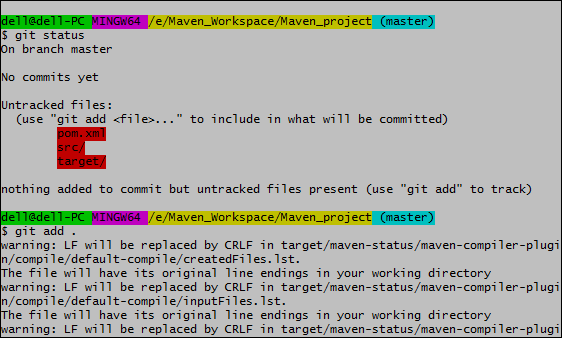 dell@dell-PC MINGW64 /e/Maven_Workspace/Maven_project (master)
$ git status
On branch master
No commits yet
Untracked files:
(use "git add <file>..." to include in what will be committed)
pom.xml
src/
target/
nothing added to commit but untracked files present (use "git add" to track)
dell@dell-PC MINGW64 /e/Maven_Workspace/Maven_project (master)
$ git add .
warning: LF will be replaced by CRLF in target/maven-status/maven-compiler-plugi
n/compile/default-compile/createdFiles.lst.
The file will have its original line endings in your working directory
warning: LF will be replaced by CRLF in target/maven-status/maven-compiler-plugi
n/compile/default-compile/inputFiles.lst.
The file will have its original line endings in your working directory
warning: LF will be replaced by CRLF in target/maven-status/maven-compiler-plugi